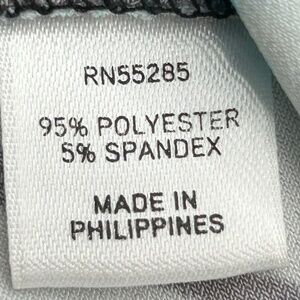 RN55285
95% POLYESTER
5% SPANDEX
MADE IN
PHILIPPINES